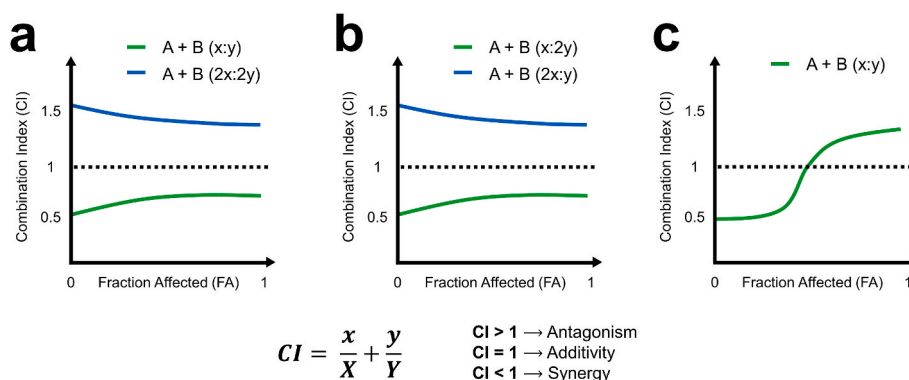 a
A + B (x:y)
A + B (2x:2y)
Combination Index (CI)
1.5
1
0.5
0 Fraction Affected (FA) 1
b
A + B (x:2y)
A + B (2x:y)
Combination Index (CI)
1.5
1
0.5
0 Fraction Affected (FA) 1
c
A + B (x:y)
Combination Index (CI)
1.5
1
0.5
0 Fraction Affected (FA) 1
CI = x/X + y/Y
CI > 1 → Antagonism
CI = 1 → Additivity
CI < 1 → Synergy